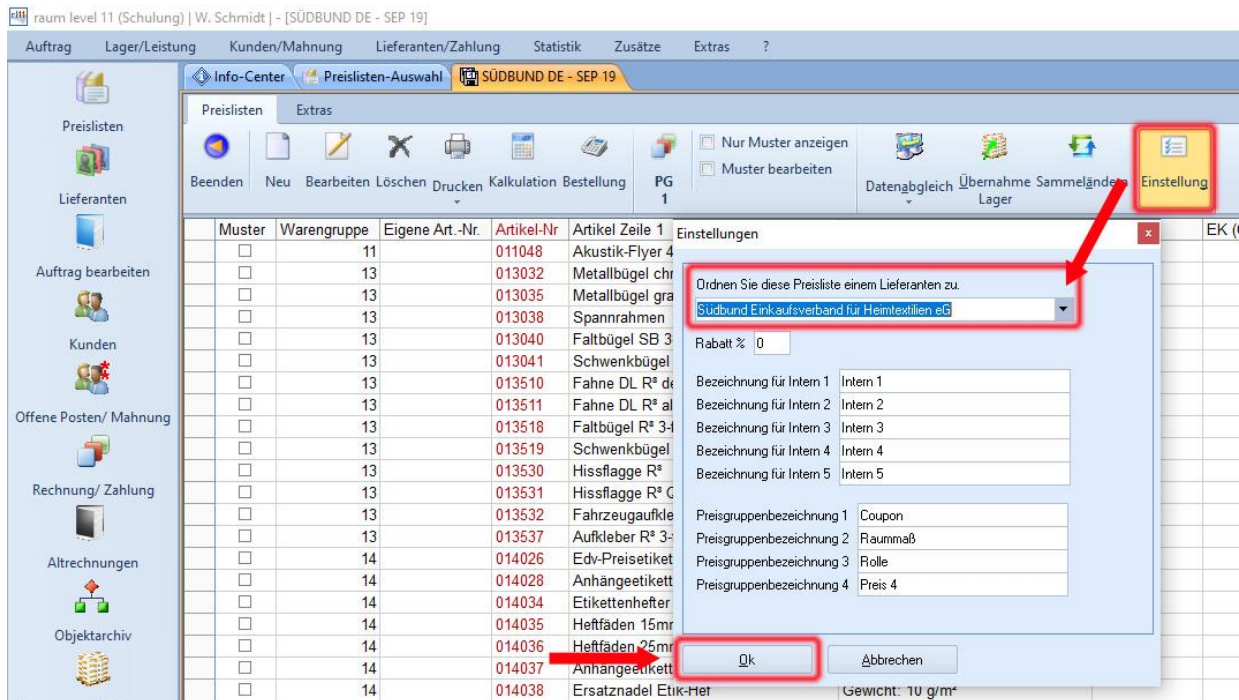 raum level 11 (Schulung) | W. Schmidt | - [SÜDBUND DE - SEP 19]
Auftrag Lager/Leistung Kunden/Mahnung Lieferanten/Zahlung Statistik Zusätze Extras ?
Info-Center Preislisten-Auswahl SÜDBUND DE - SEP 19
Preislisten Extras
Beenden Neu Bearbeiten Löschen Drucken Kalkulation Bestellung PG 1
Nur Muster anzeigen
Muster bearbeiten
Datenabgleich Übernahme Lager Sammeländern Einstellung
Preislisten
Lieferanten
Auftrag bearbeiten
Kunden
Offene Posten/ Mahnung
Rechnung/ Zahlung
Altrechnungen
Objektarchiv
Muster Warengruppe Eigene Art.-Nr. Artikel-Nr Artikel Zeile 1 EK (
11 011048 Akustik-Flyer 4
13 013032 Metallbügel chr
13 013035 Metallbügel gra
13 013038 Spannrahmen
13 013040 Faltbügel SB 3-
13 013041 Schwenkbügel
13 013510 Fahne DL R³ de
13 013511 Fahne DL R³ al
13 013518 Faltbügel R³ 3-f
13 013519 Schwenkbügel
13 013530 Hissflagge R³
13 013531 Hissflagge R³ Q
13 013532 Fahrzeugaufkle
13 013537 Aufkleber R³ 3-
14 014026 Edv-Preisetiket
14 014028 Anhängeetikett
14 014034 Etikettenhefter
14 014035 Heftfäden 15mm
14 014036 Heftfäden 25mm
14 014037 Anhängeetikett
14 014038 Ersatznadel Etik-Hef Gewicht: 10 g/m²
Einstellungen
x
Ordnen Sie diese Preisliste einem Lieferanten zu.
Südbund Einkaufsverband für Heimtextilien eG
Rabatt % 0
Bezeichnung für Intern 1 Intern 1
Bezeichnung für Intern 2 Intern 2
Bezeichnung für Intern 3 Intern 3
Bezeichnung für Intern 4 Intern 4
Bezeichnung für Intern 5 Intern 5
Preisgruppenbezeichnung 1 Coupon
Preisgruppenbezeichnung 2 Raummaß
Preisgruppenbezeichnung 3 Rolle
Preisgruppenbezeichnung 4 Preis 4
Ok Abbrechen